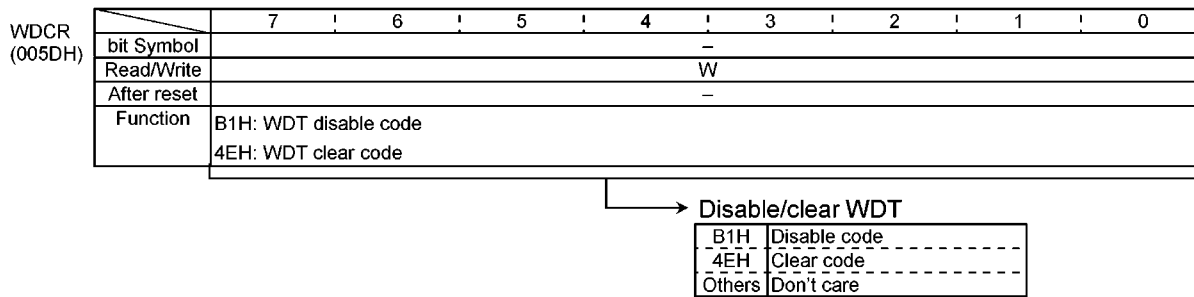 WDCR
(005DH)
7 6 5 4 3 2 1 0
bit Symbol –
Read/Write W
After reset –
Function B1H: WDT disable code
4EH: WDT clear code
Disable/clear WDT
B1H Disable code
4EH Clear code
Others Don't care